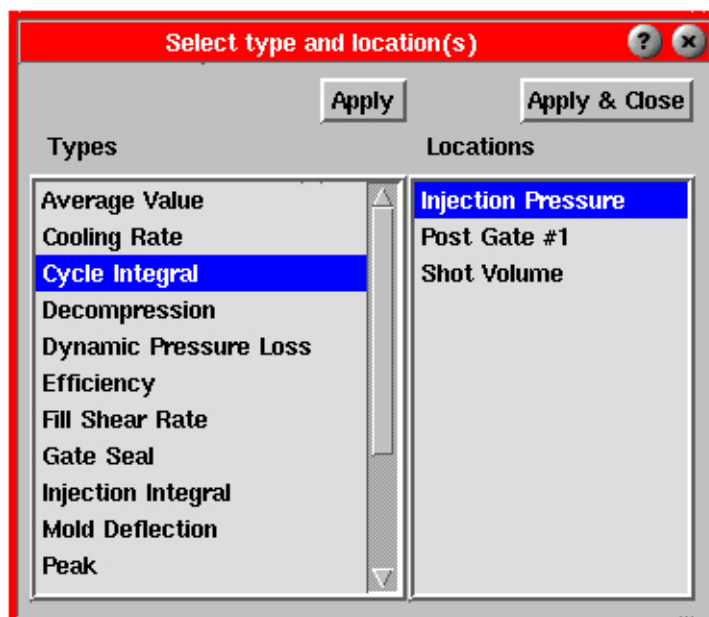 Select type and location(s) ?
Apply
Apply & Close
Types
Locations
Average Value
Cooling Rate
Cycle Integral
Decompression
Dynamic Pressure Loss
Efficiency
Fill Shear Rate
Gate Seal
Injection Integral
Mold Deflection
Peak
Injection Pressure
Post Gate #1
Shot Volume